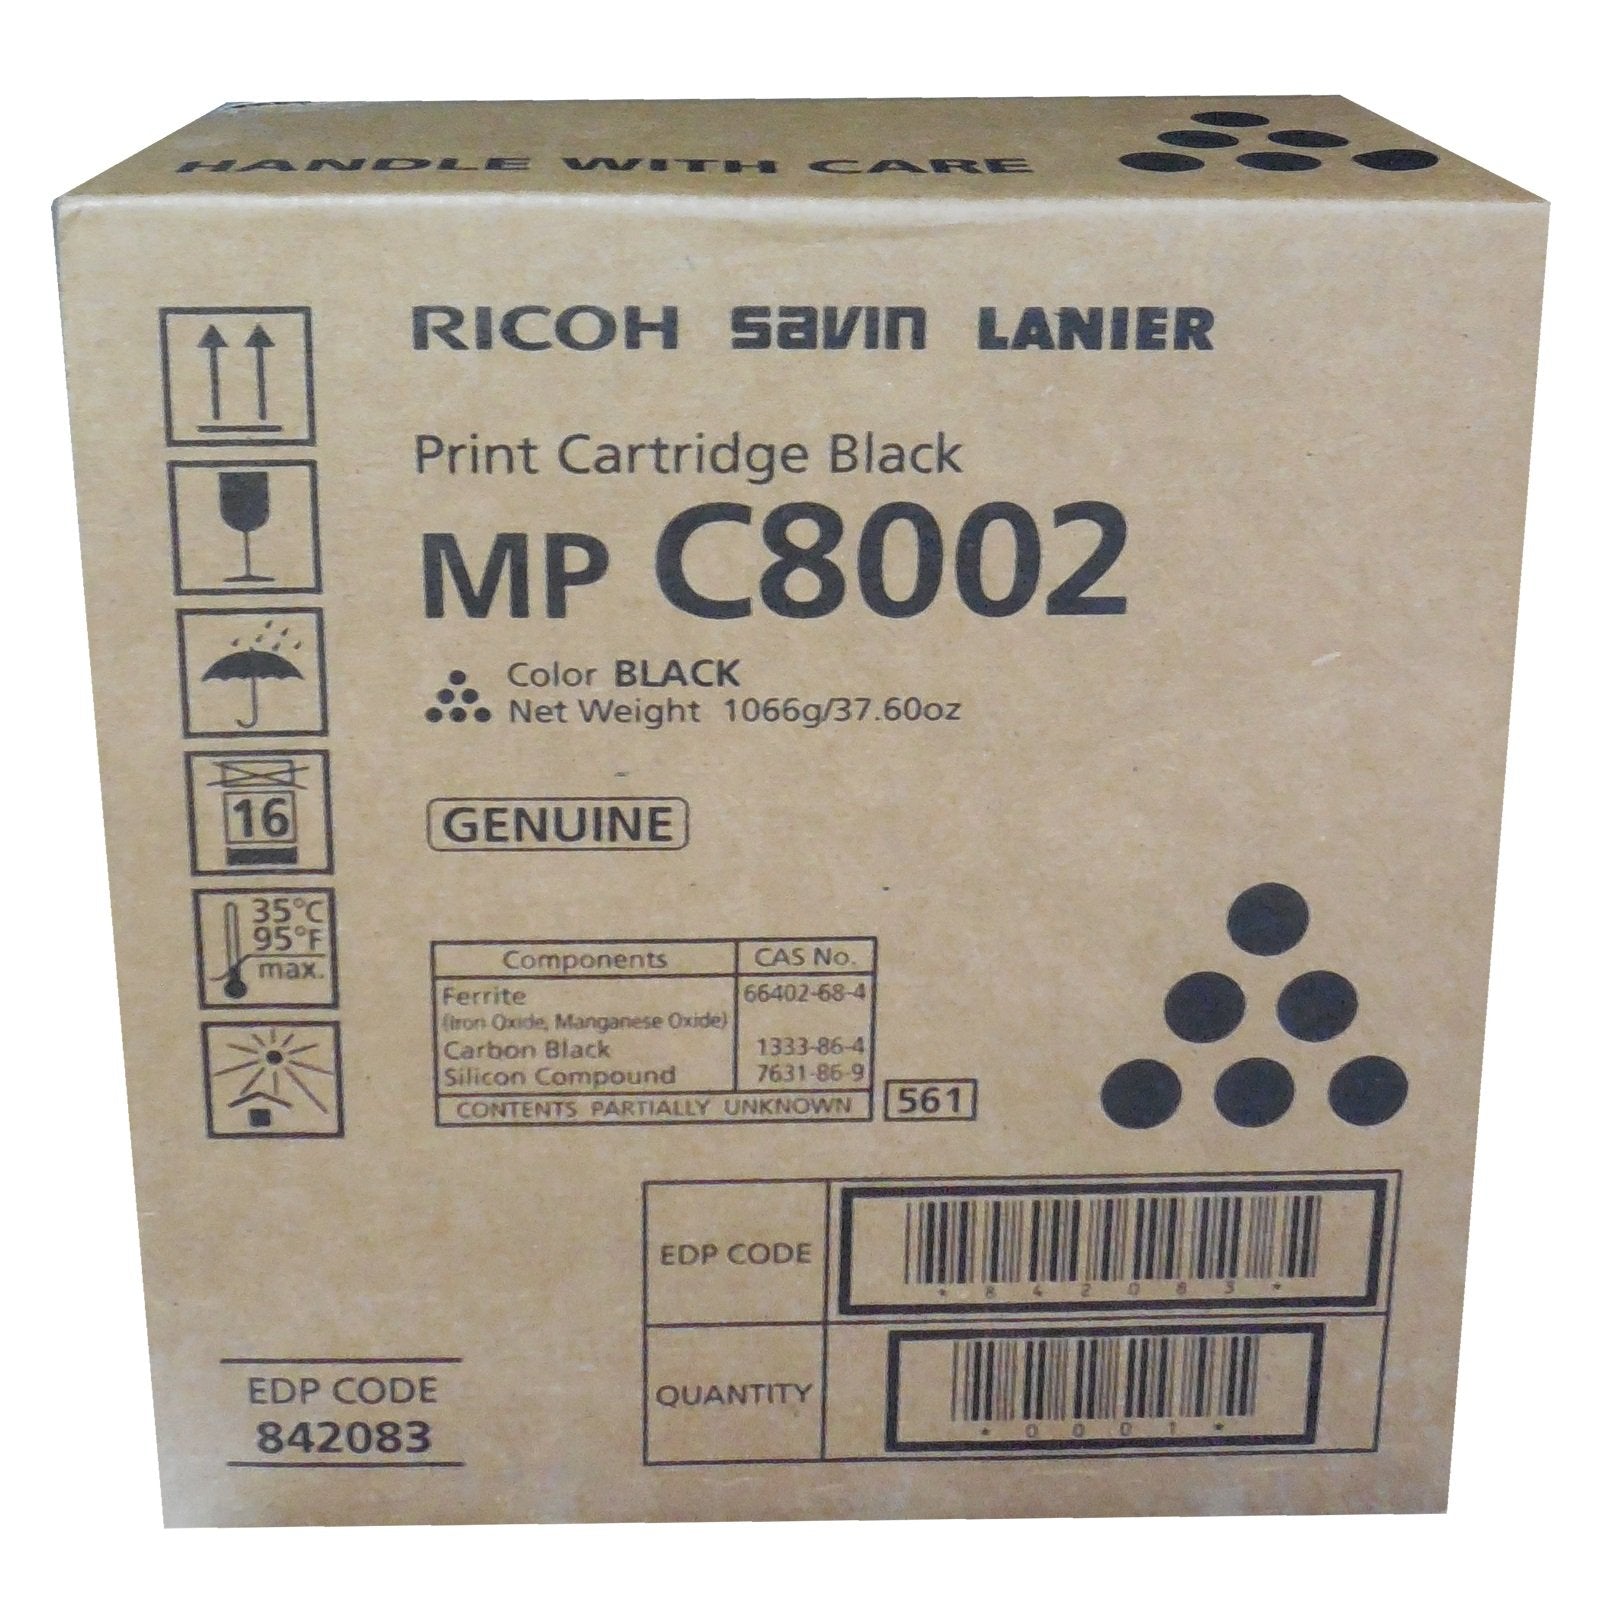 HANDLE WITH CARE
RICOH savin LANIER
Print Cartridge Black
MP C8002
Color BLACK
Net Weight 1066g/37.60oz
16
GENUINE
35°C
95°F
max.
Components CAS No.
Ferrite 66402-68-4
(Iron Oxide, Manganese Oxide)
Carbon Black 1333-86-4
Silicon Compound 7631-86-9
CONTENTS PARTIALLY UNKNOWN
561
EDP CODE
*842083*
QUANTITY
*0001*
EDP CODE
842083